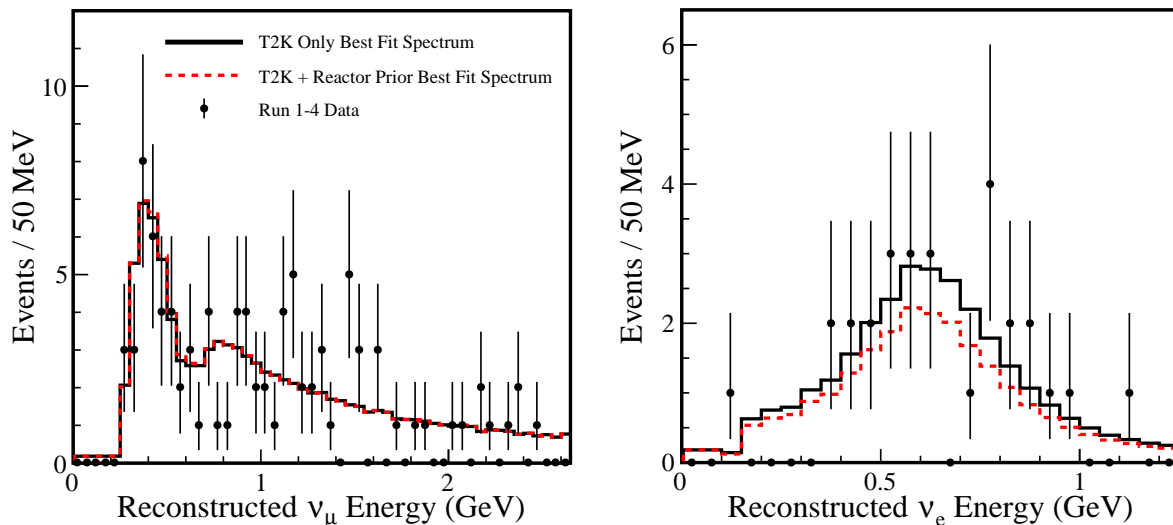 T2K Only Best Fit Spectrum
T2K + Reactor Prior Best Fit Spectrum
Run 1-4 Data
Events / 50 MeV
10
5
0
0
1
2
Reconstructed νμ Energy (GeV)
Events / 50 MeV
6
4
2
0
0
0.5
1
Reconstructed νe Energy (GeV)